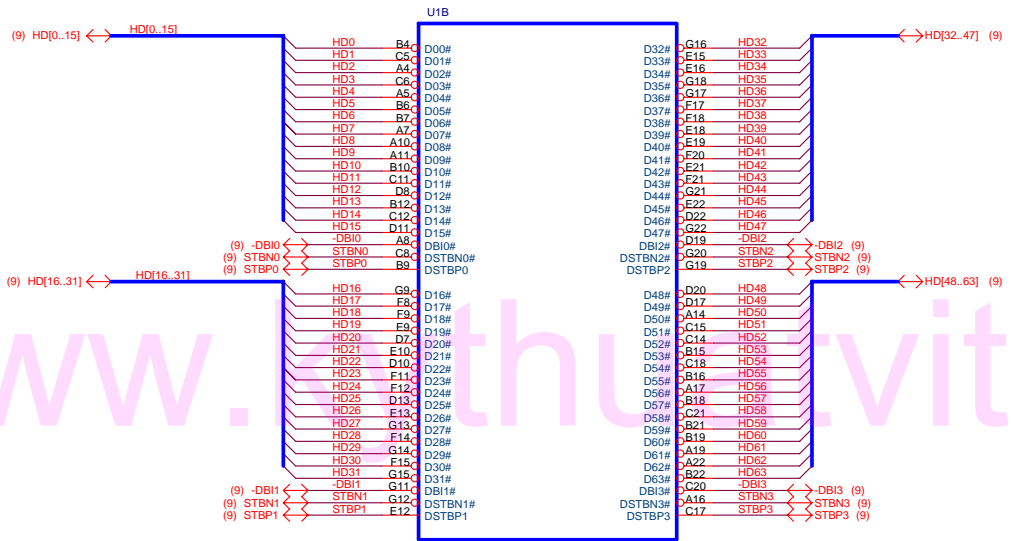 U1B
(9) HD[0..15] HD[0..15] HD[32..47] (9)
HD0 B4 D00# D32# G16 HD32
HD1 C5 D01# D33# E15 HD33
HD2 A4 D02# D34# E16 HD34
HD3 C6 D03# D35# G18 HD35
HD4 A5 D04# D36# G17 HD36
HD5 B6 D05# D37# F17 HD37
HD6 B7 D06# D38# F18 HD38
HD7 A7 D07# D39# E18 HD39
HD8 A10 D08# D40# E19 HD40
HD9 A11 D09# D41# F20 HD41
HD10 B10 D10# D42# E21 HD42
HD11 C11 D11# D43# F21 HD43
HD12 D8 D12# D44# G21 HD44
HD13 B12 D13# D45# E22 HD45
HD14 C12 D14# D46# D22 HD46
HD15 D11 D15# D47# G22 HD47
(9) -DBI0 -DBI0 A8 DBI0# DBI2# D19 -DBI2 -DBI2 (9)
(9) STBN0 STBN0 C8 DSTBN0# DSTBN2# G20 STBN2 STBN2 (9)
(9) STBP0 STBP0 B9 DSTBP0 DSTBP2 G19 STBP2 STBP2 (9)
(9) HD[16..31] HD[16..31] HD[48..63] (9)
HD16 G9 D16# D48# D20 HD48
HD17 F8 D17# D49# D17 HD49
HD18 F9 D18# D50# A14 HD50
HD19 E9 D19# D51# C15 HD51
HD20 D7 D20# D52# C14 HD52
HD21 E10 D21# D53# B15 HD53
HD22 D10 D22# D54# C18 HD54
HD23 F11 D23# D55# B16 HD55
HD24 F12 D24# D56# A17 HD56
HD25 D13 D25# D57# B18 HD57
HD26 E13 D26# D58# C21 HD58
HD27 G13 D27# D59# B21 HD59
HD28 F14 D28# D60# B19 HD60
HD29 G14 D29# D61# A19 HD61
HD30 F15 D30# D62# A22 HD62
HD31 G15 D31# D63# B22 HD63
(9) -DBI1 -DBI1 G11 DBI1# DBI3# C20 -DBI3 -DBI3 (9)
(9) STBN1 STBN1 G12 DSTBN1# DSTBN3# A16 STBN3 STBN3 (9)
(9) STBP1 STBP1 E12 DSTBP1 DSTBP3 C17 STBP3 STBP3 (9)
ww.kythuatvit